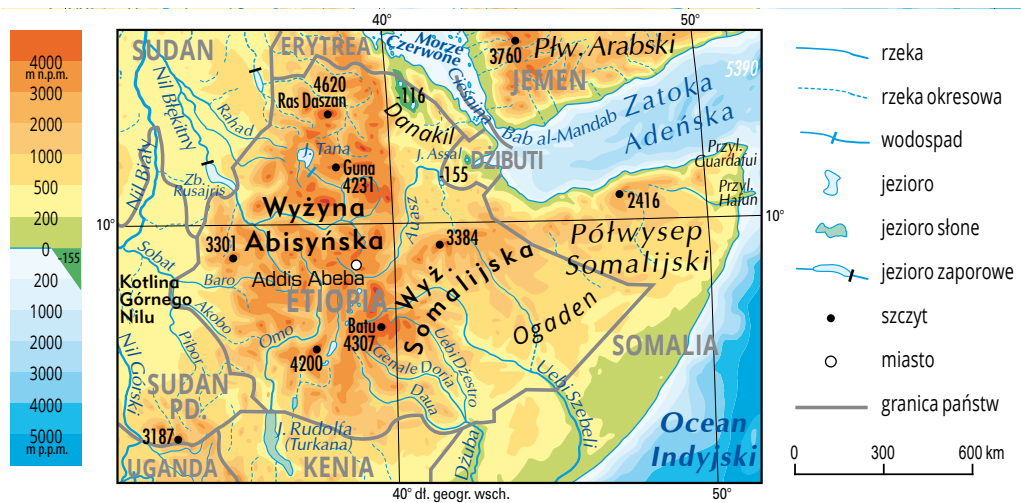 4000
m n.p.m.
3000
2000
1000
500
200
0
-155
200
1000
2000
3000
4000
5000
m p.p.m.
40°
50°
SUDAN
ERYTREA
Morze
Czerwone
3760
Płw. Arabski
JEMEN
5390
Nil Błękitny
Rahad
4620
Ras Daszan
-116
Danakil
Cieśnina
Bab al-Mandab
Zatoka
Adeńska
J. Tana
J. Assal
-155
DŻIBUTI
Przyl.
Guardafui
Nil Biały
Zb.
Rusajris
Guna
4231
Auasz
2416
Przyl.
Hafun
10°
10°
Wyżyna
Abisyńska
3301
3384
Półwysep
Somalijski
Sobat
Baro
Addis Abeba
Wyż.
Somalijska
Kotlina
Górnego
Nilu
ETIOPIA
Ogaden
Akobo
Omo
Batu
4307
Pibor
4200
Genale Doria
Uebi Dżestro
SOMALIA
Nil Górski
SUDAN
PD.
Daua
Uebi Szebeli
3187
J. Rudolfa
(Turkana)
Dżuba
Ocean
Indyjski
UGANDA
KENIA
40° dł. geogr. wsch.
50°
rzeka
rzeka okresowa
wodospad
jezioro
jezioro słone
jezioro zaporowe
szczyt
miasto
granica państw
0 300 600 km